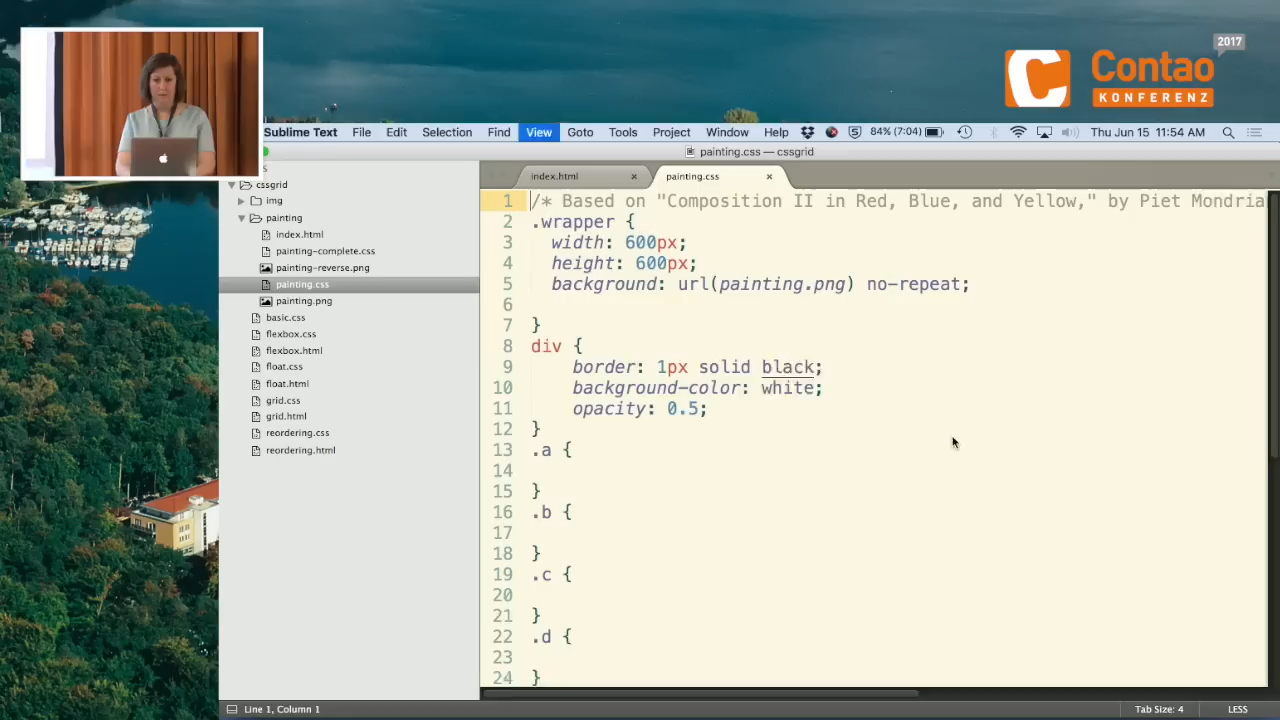 2017
Contao
KONFERENZ
Sublime Text File Edit Selection Find View Goto Tools Project Window Help 84% (7:04) Thu Jun 15 11:54 AM
painting.css — cssgrid
index.html ×
painting.css ×
cssgrid
img
painting
index.html
painting-complete.css
painting-reverse.png
painting.css
painting.png
basic.css
flexbox.css
flexbox.html
float.css
float.html
grid.css
grid.html
reordering.css
reordering.html
1 /* Based on "Composition II in Red, Blue, and Yellow," by Piet Mondria
2 .wrapper {
3 width: 600px;
4 height: 600px;
5 background: url(painting.png) no-repeat;
6
7 }
8 div {
9 border: 1px solid black;
10 background-color: white;
11 opacity: 0.5;
12 }
13 .a {
14
15 }
16 .b {
17
18 }
19 .c {
20
21 }
22 .d {
23
24 }
Line 1, Column 1
Tab Size: 4
LESS